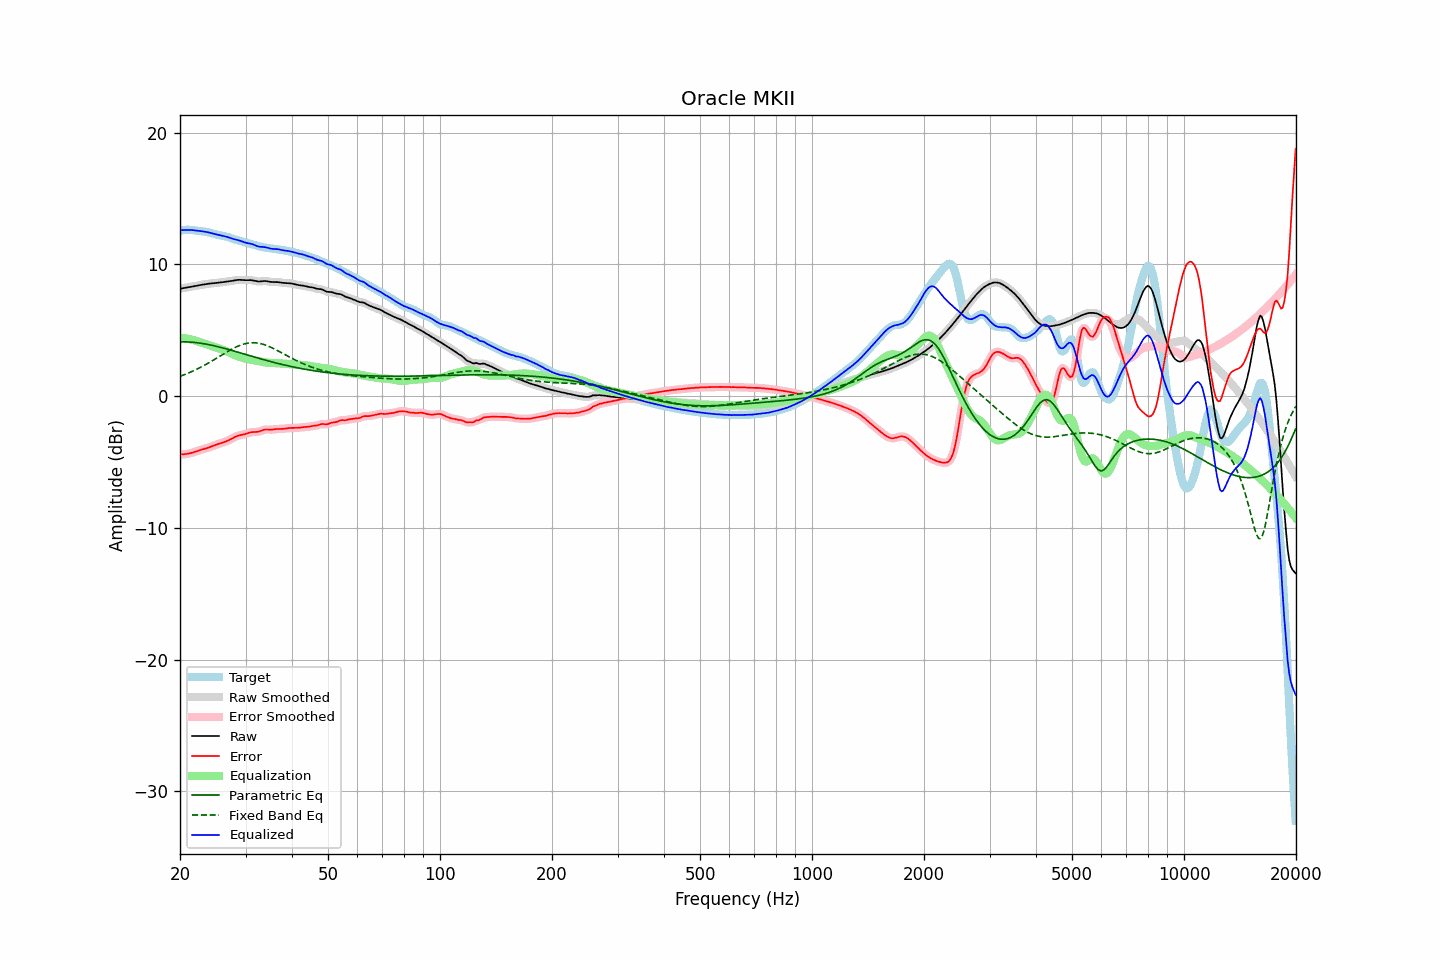 Oracle MKII
Amplitude (dBr)
20
10
0
−10
−20
−30
Target
Raw Smoothed
Error Smoothed
Raw
Error
Equalization
Parametric Eq
Fixed Band Eq
Equalized
20 50 100 200 500 1000 2000 5000 10000 20000
Frequency (Hz)